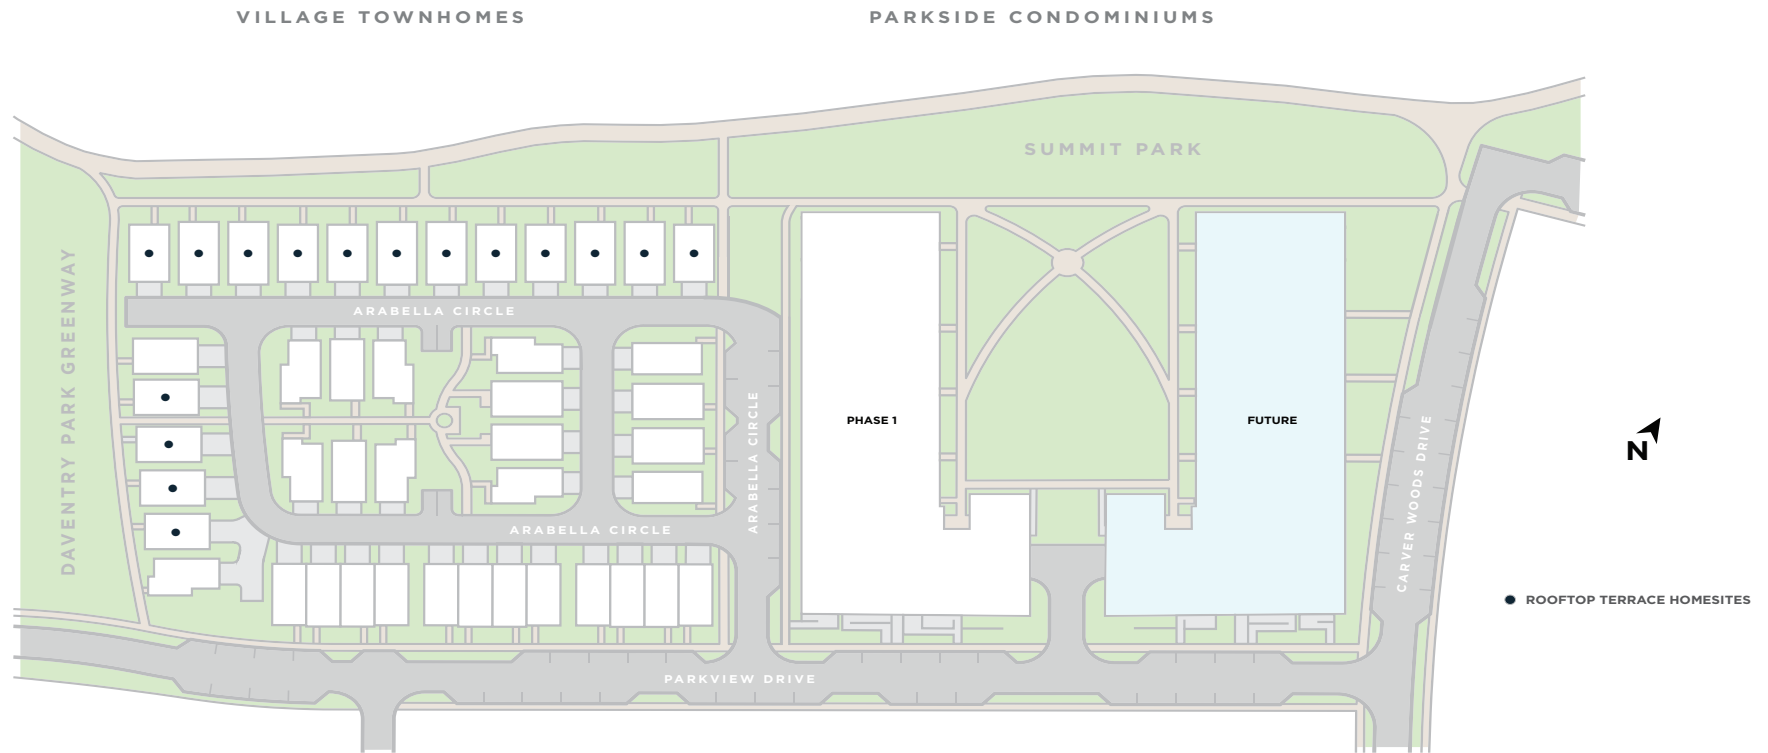 VILLAGE TOWNHOMES
PARKSIDE CONDOMINIUMS
SUMMIT PARK
DAVENTRY PARK GREENWAY
ARABELLA CIRCLE
ARABELLA CIRCLE
ARABELLA CIRCLE
PHASE 1
FUTURE
CARVER WOODS DRIVE
N
ROOFTOP TERRACE HOMESITES
PARKVIEW DRIVE